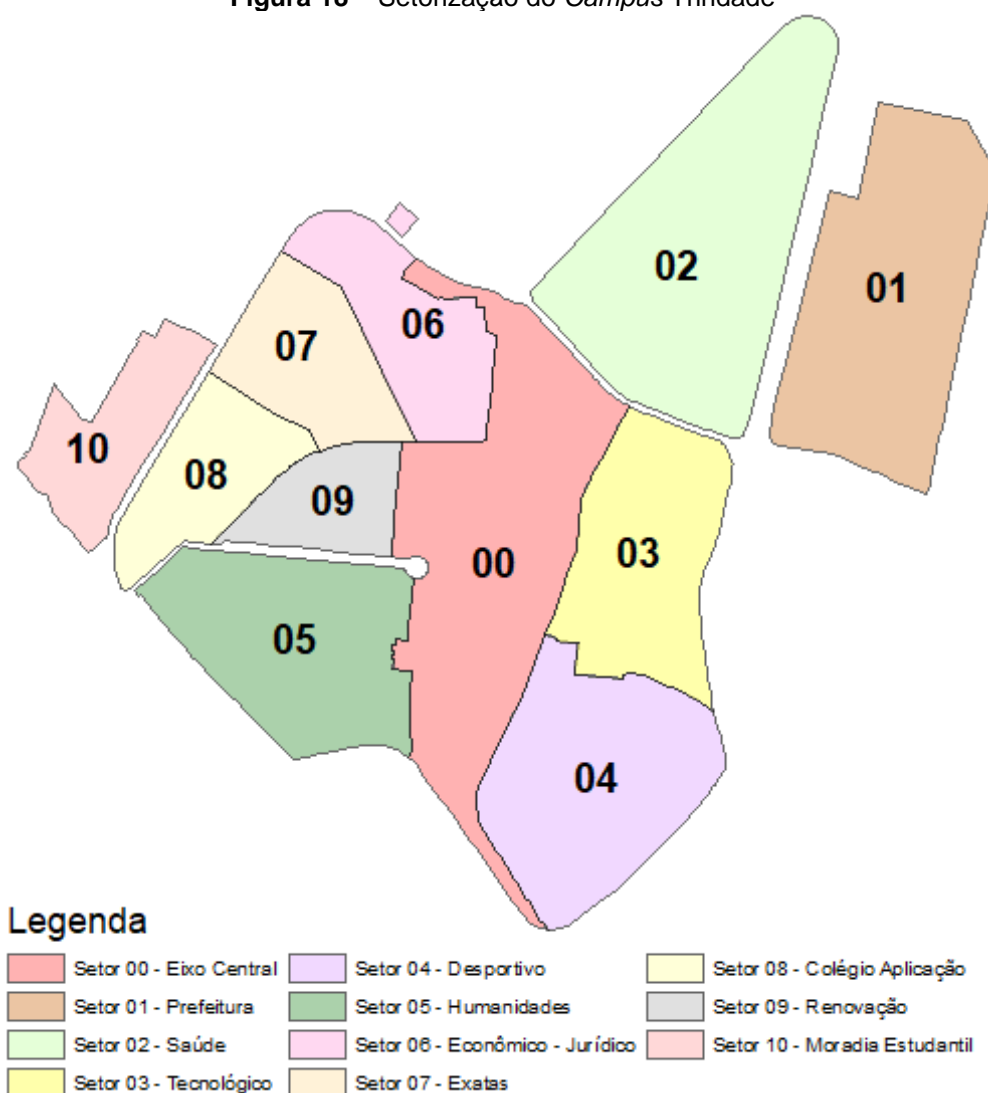 Figura 16 – Setorização do Campus Trindade
02
01
06
07
10
08
09
00
03
05
04
Legenda
Setor 00 - Eixo Central
Setor 04 - Desportivo
Setor 08 - Colégio Aplicação
Setor 01 - Prefeitura
Setor 05 - Humanidades
Setor 09 - Renovação
Setor 02 - Saúde
Setor 06 - Econômico - Jurídico
Setor 10 - Moradia Estudantil
Setor 03 - Tecnológico
Setor 07 - Exatas